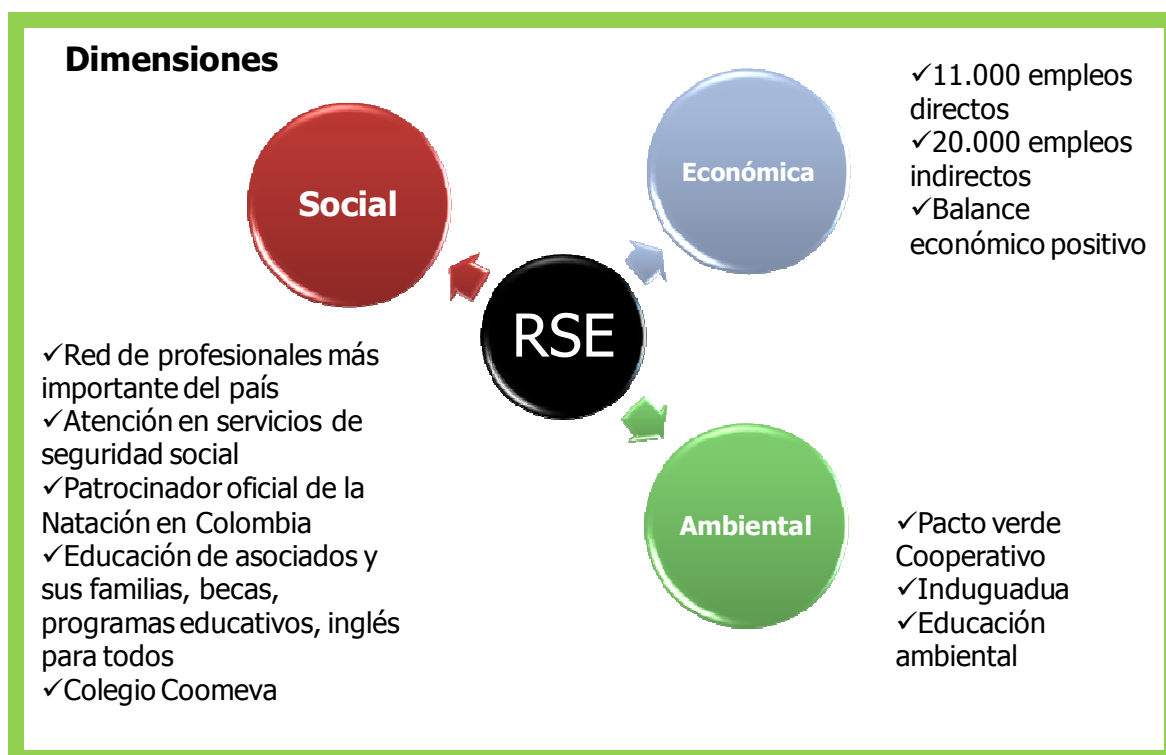 Dimensiones
Social
Económica
RSE
Ambiental
✓11.000 empleos
directos
✓20.000 empleos
indirectos
✓Balance
económico positivo
✓Red de profesionales más
importante del país
✓Atención en servicios de
seguridad social
✓Patrocinador oficial de la
Natación en Colombia
✓Educación de asociados y
sus familias, becas,
programas educativos, inglés
para todos
✓Colegio Coomeva
✓Pacto verde
Cooperativo
✓Induguadua
✓Educación
ambiental